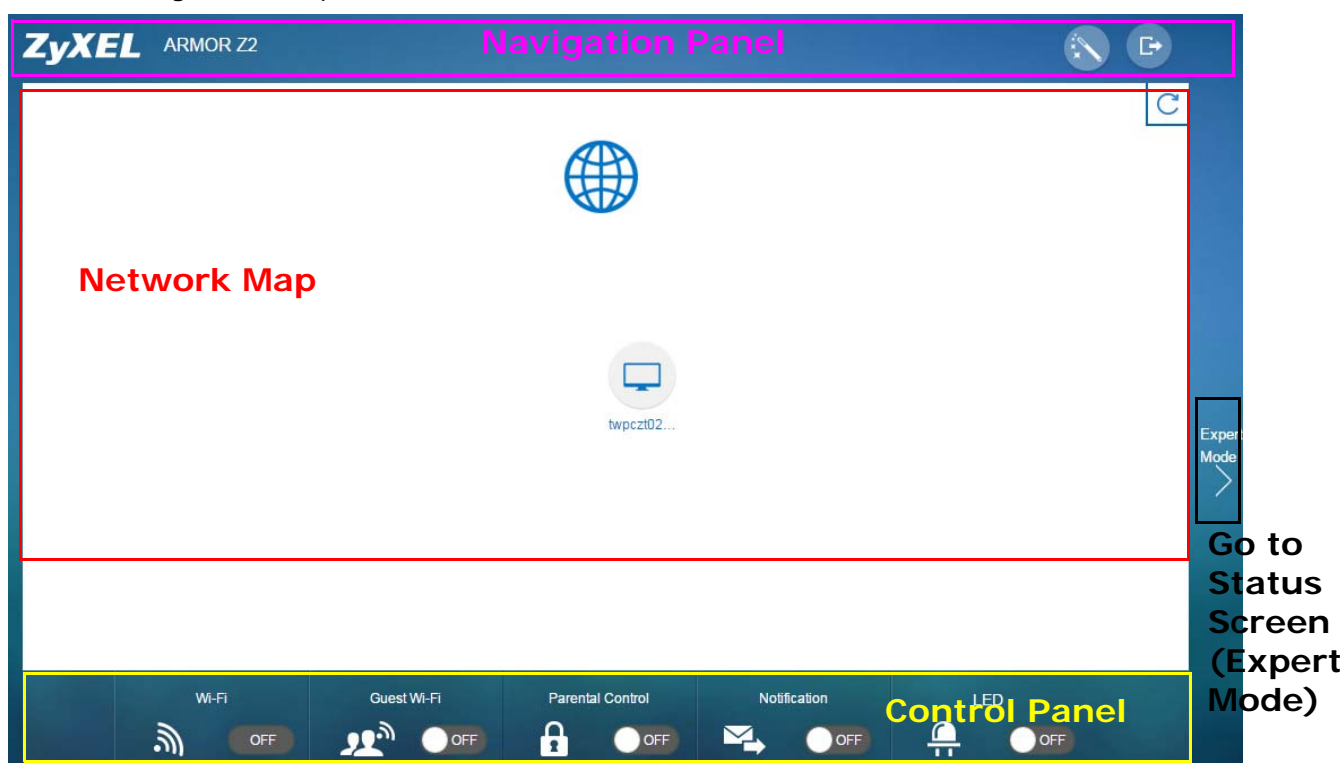 ZyXEL ARMOR Z2
Navigation Panel
Network Map
twpczt02...
Expert
Mode
Go to
Status
Screen
(Expert
Mode)
Wi-Fi
OFF
Guest Wi-Fi
OFF
Parental Control
OFF
Notification
OFF
LED
OFF
Control Panel